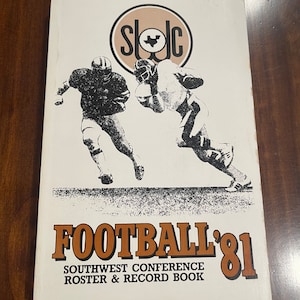 swc
FOOTBALL '81
SOUTHWEST CONFERENCE
ROSTER & RECORD BOOK